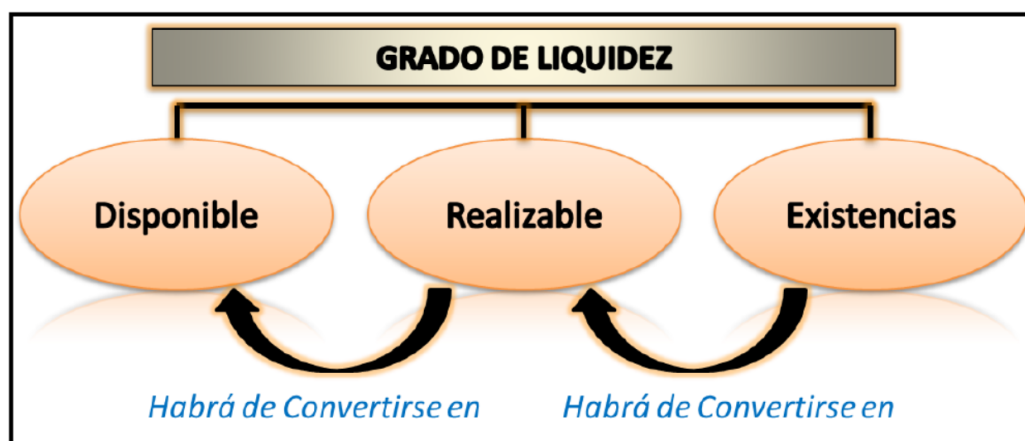 GRADO DE LIQUIDEZ
Disponible
Realizable
Existencias
Habrá de Convertirse en
Habrá de Convertirse en